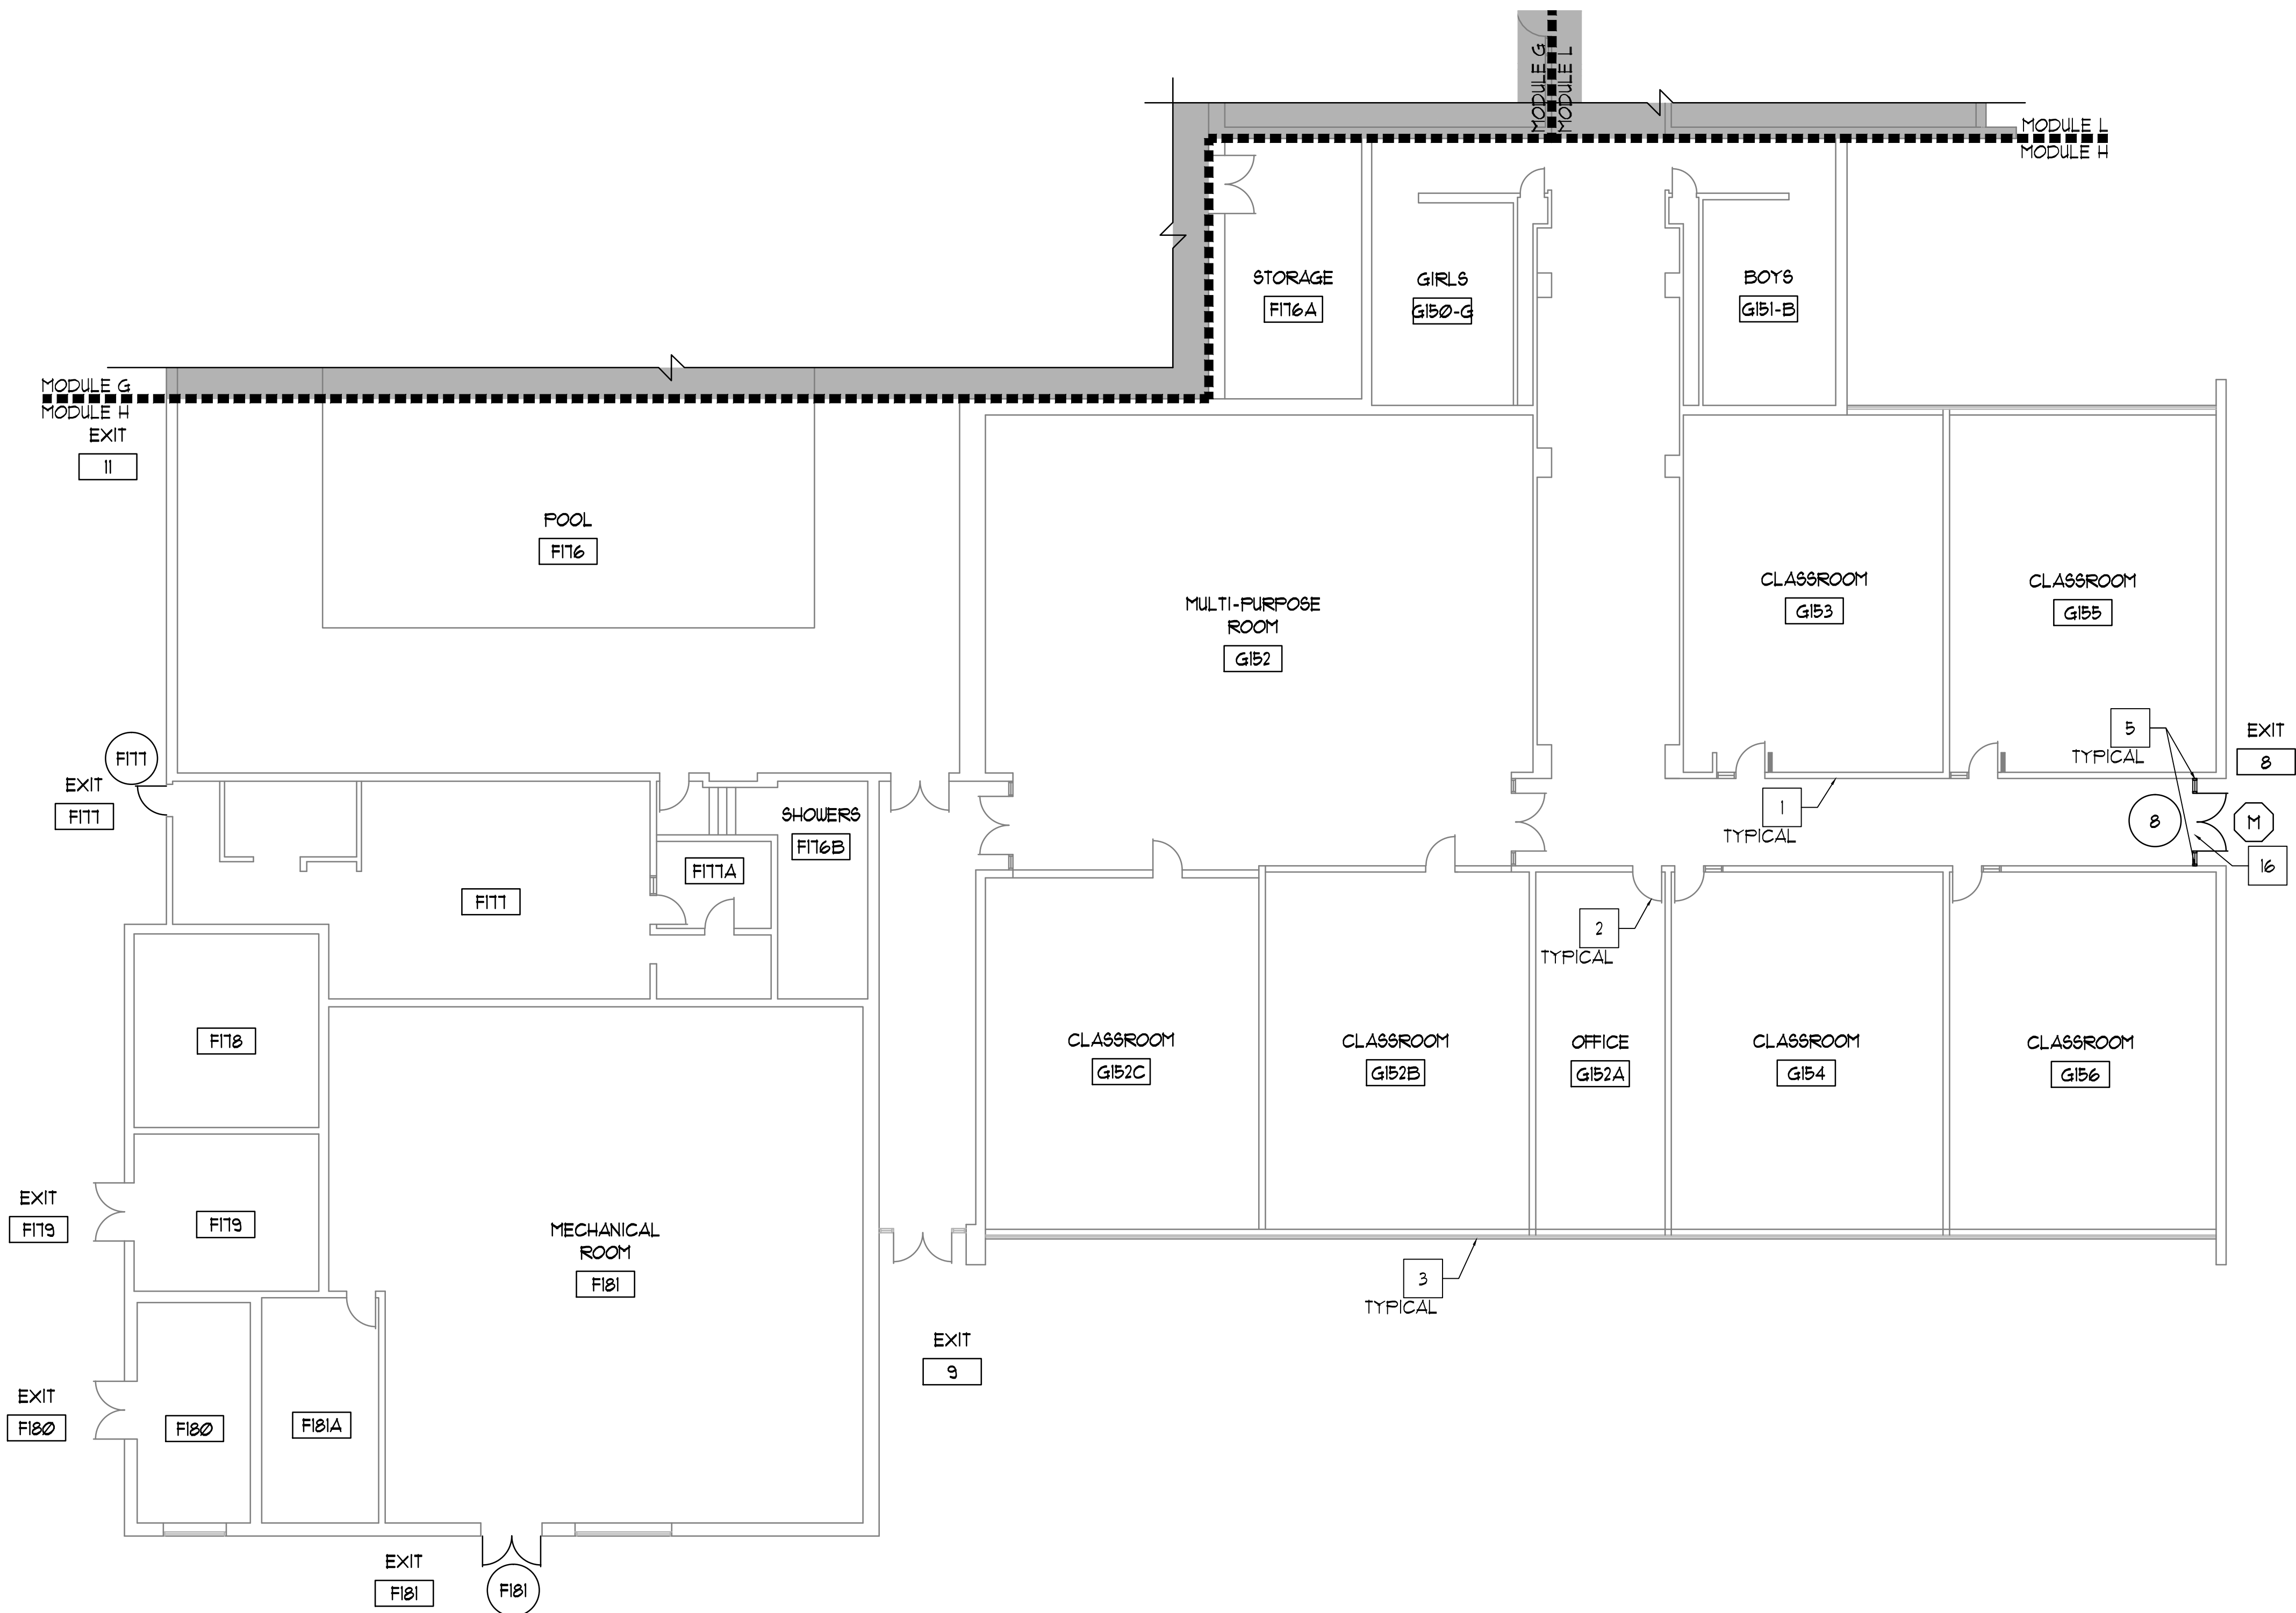 MODULE G
MODULE L
MODULE L
MODULE H
STORAGE
F176A
GIRLS
G150-G
BOYS
G151-B
MODULE G
MODULE H
EXIT
11
POOL
F176
MULTI-PURPOSE
ROOM
G152
CLASSROOM
G153
CLASSROOM
G155
5
TYPICAL
EXIT
8
F177
EXIT
F177
SHOWERS
F176B
F177A
F177
1
TYPICAL
8
M
16
2
TYPICAL
F178
CLASSROOM
G152C
CLASSROOM
G152B
OFFICE
G152A
CLASSROOM
G154
CLASSROOM
G156
EXIT
F179
F179
MECHANICAL
ROOM
F181
3
TYPICAL
EXIT
9
EXIT
F180
F180
F181A
EXIT
F181
F181